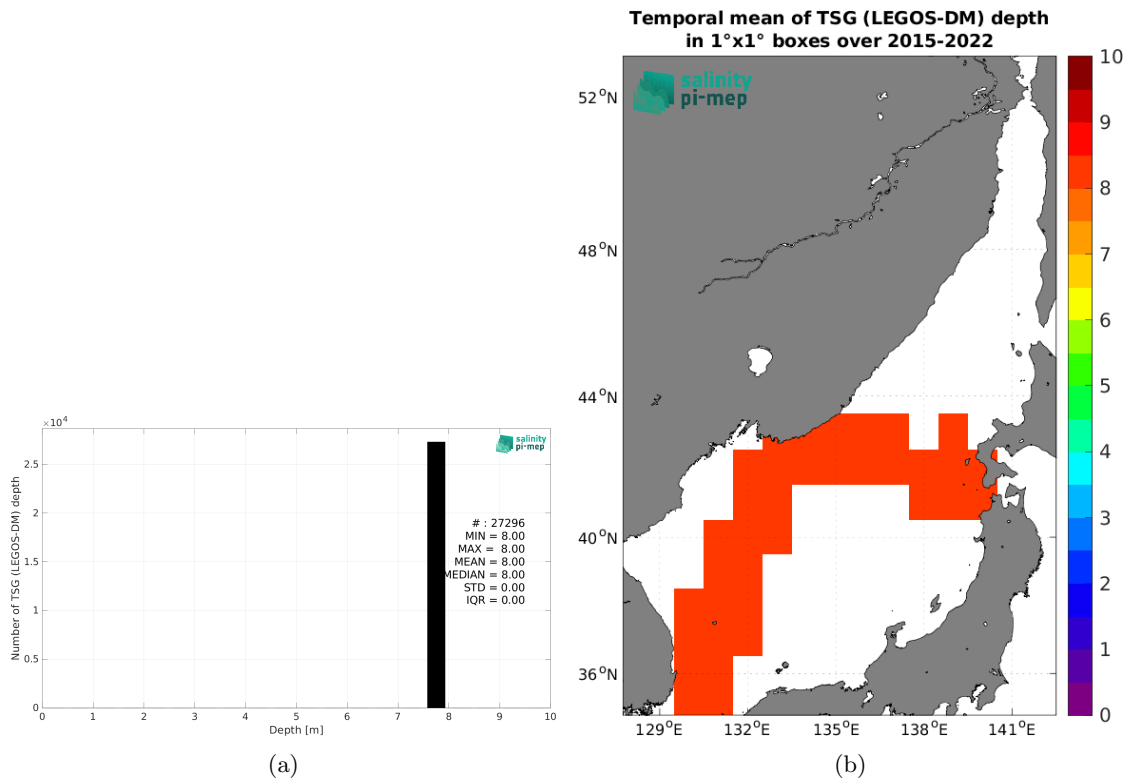 ×10⁴
2.5
2
1.5
1
0.5
0
Number of TSG (LEGOS-DM) depth
salinity
pi-mep
# : 27296
MIN = 8.00
MAX = 8.00
MEAN = 8.00
MEDIAN = 8.00
STD = 0.00
IQR = 0.00
0 1 2 3 4 5 6 7 8 9 10
Depth [m]
(a)
Temporal mean of TSG (LEGOS-DM) depth
in 1°x1° boxes over 2015-2022
salinity
pi-mep
52°N
48°N
44°N
40°N
36°N
129°E 132°E 135°E 138°E 141°E
10
9
8
7
6
5
4
3
2
1
0
(b)